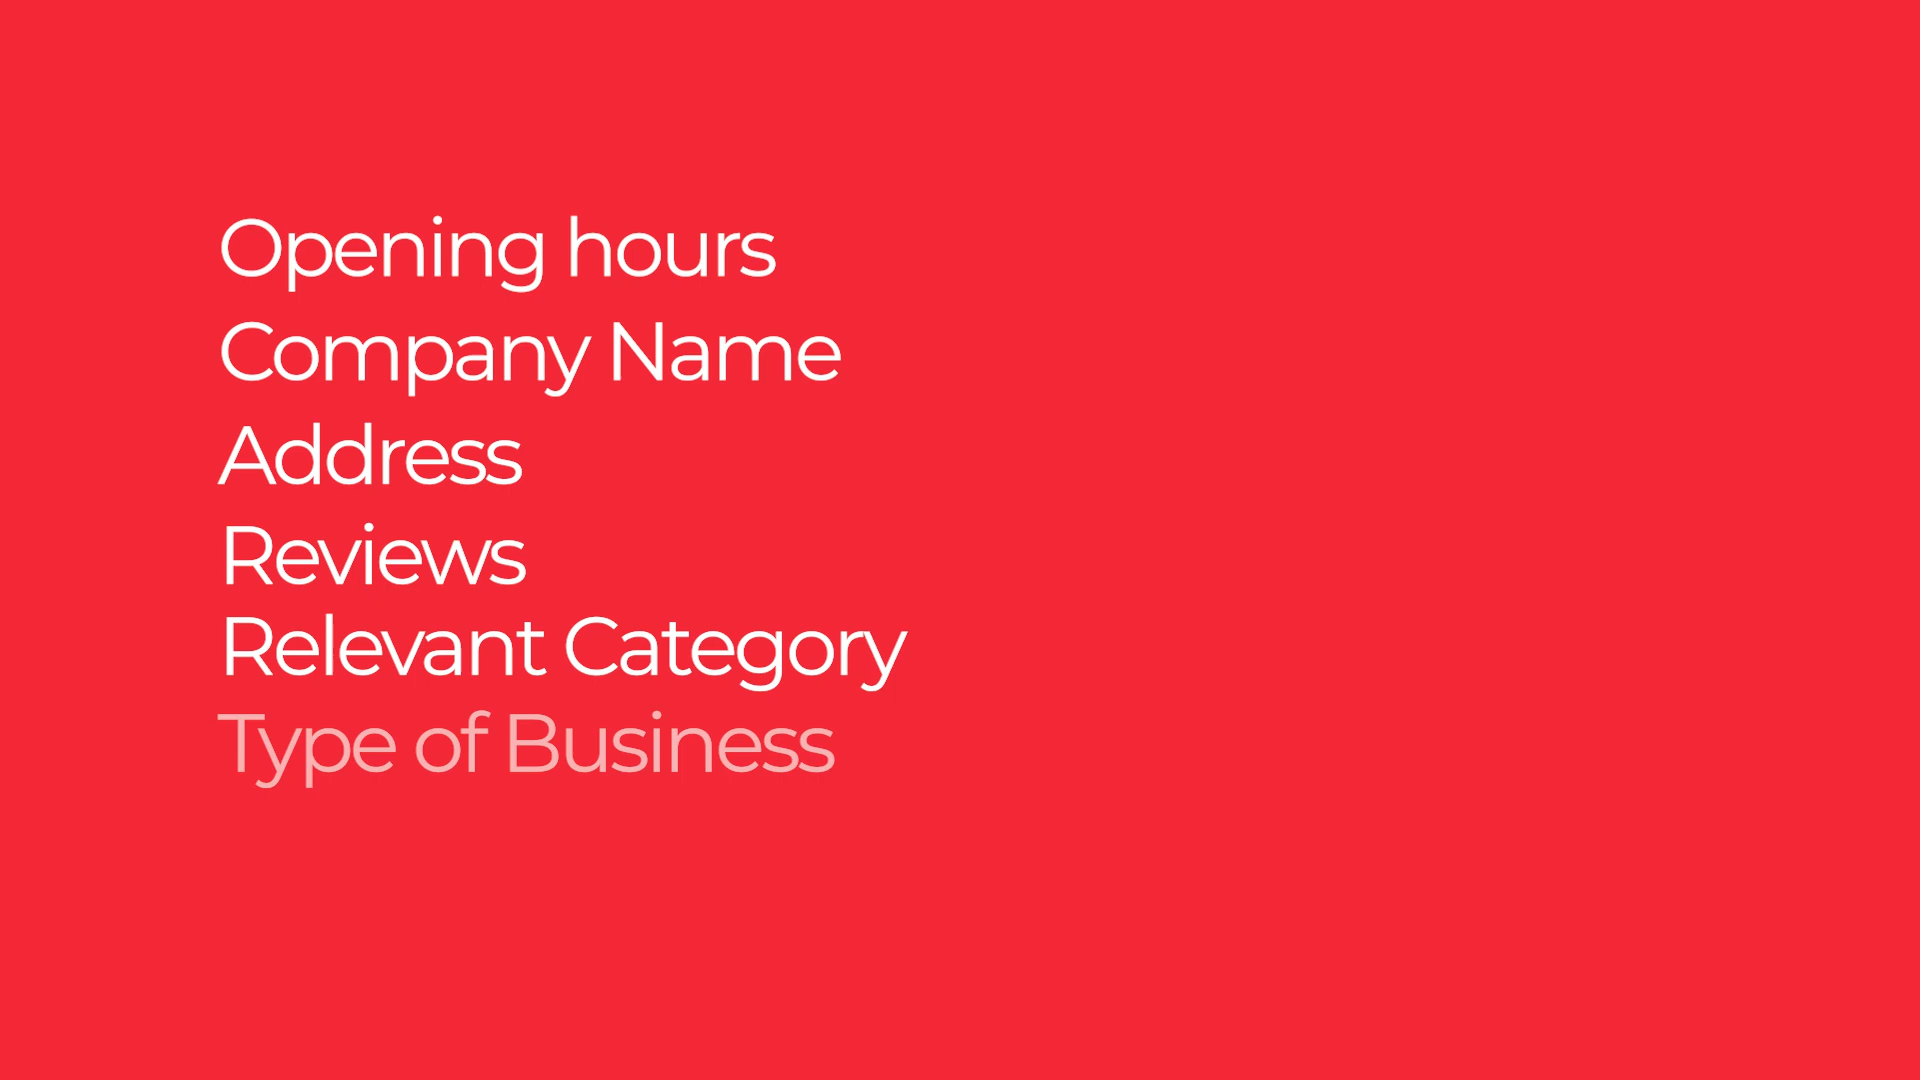 Opening hours
Company Name
Address
Reviews
Relevant Category
Type of Business